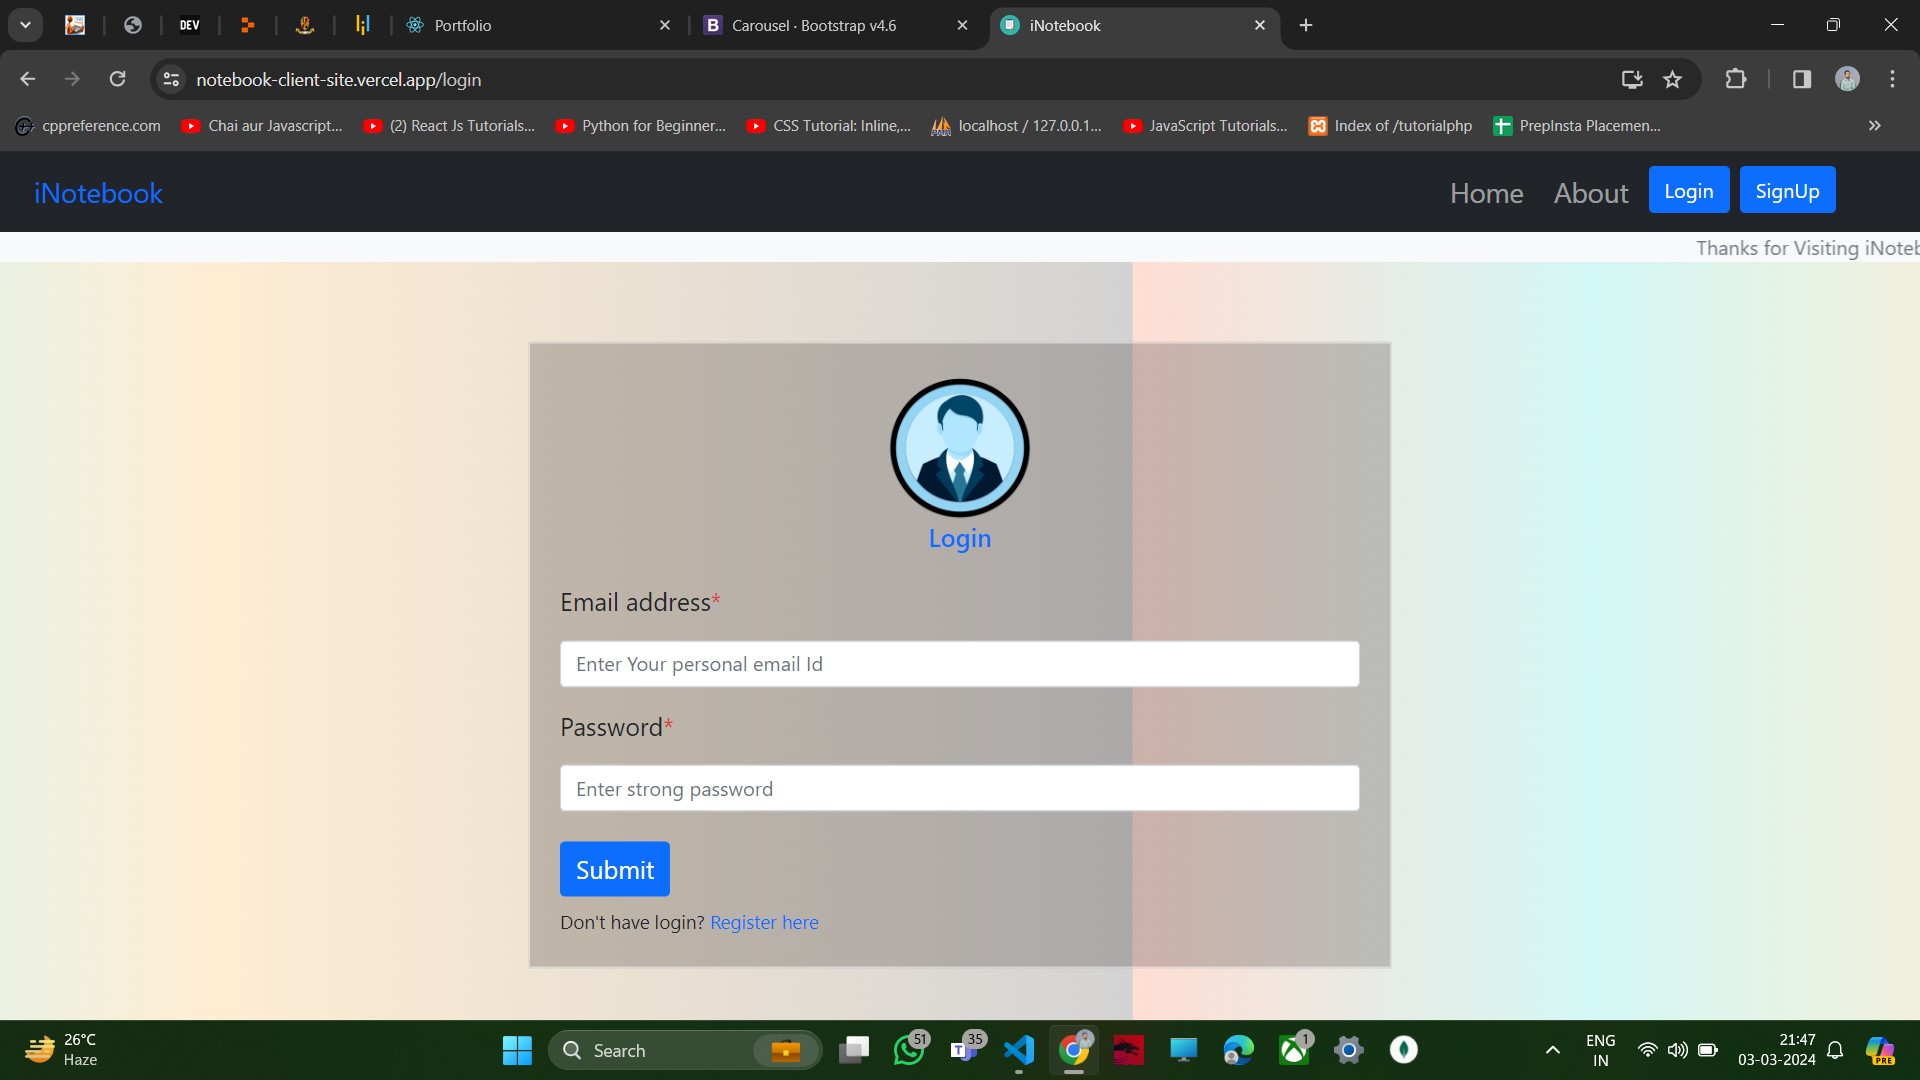 DEV
Portfolio
B Carousel · Bootstrap v4.6
iNotebook
notebook-client-site.vercel.app/login
cppreference.com
Chai aur Javascript...
(2) React Js Tutorials...
Python for Beginner...
CSS Tutorial: Inline,...
localhost / 127.0.0.1...
JavaScript Tutorials...
Index of /tutorialphp
PrepInsta Placemen...
iNotebook
Home
About
Login
SignUp
Thanks for Visiting iNoteb
Login
Email address*
Enter Your personal email Id
Password*
Enter strong password
Submit
Don't have login? Register here
26°C
Haze
Search
51
35
1
ENG
IN
21:47
03-03-2024
PRE